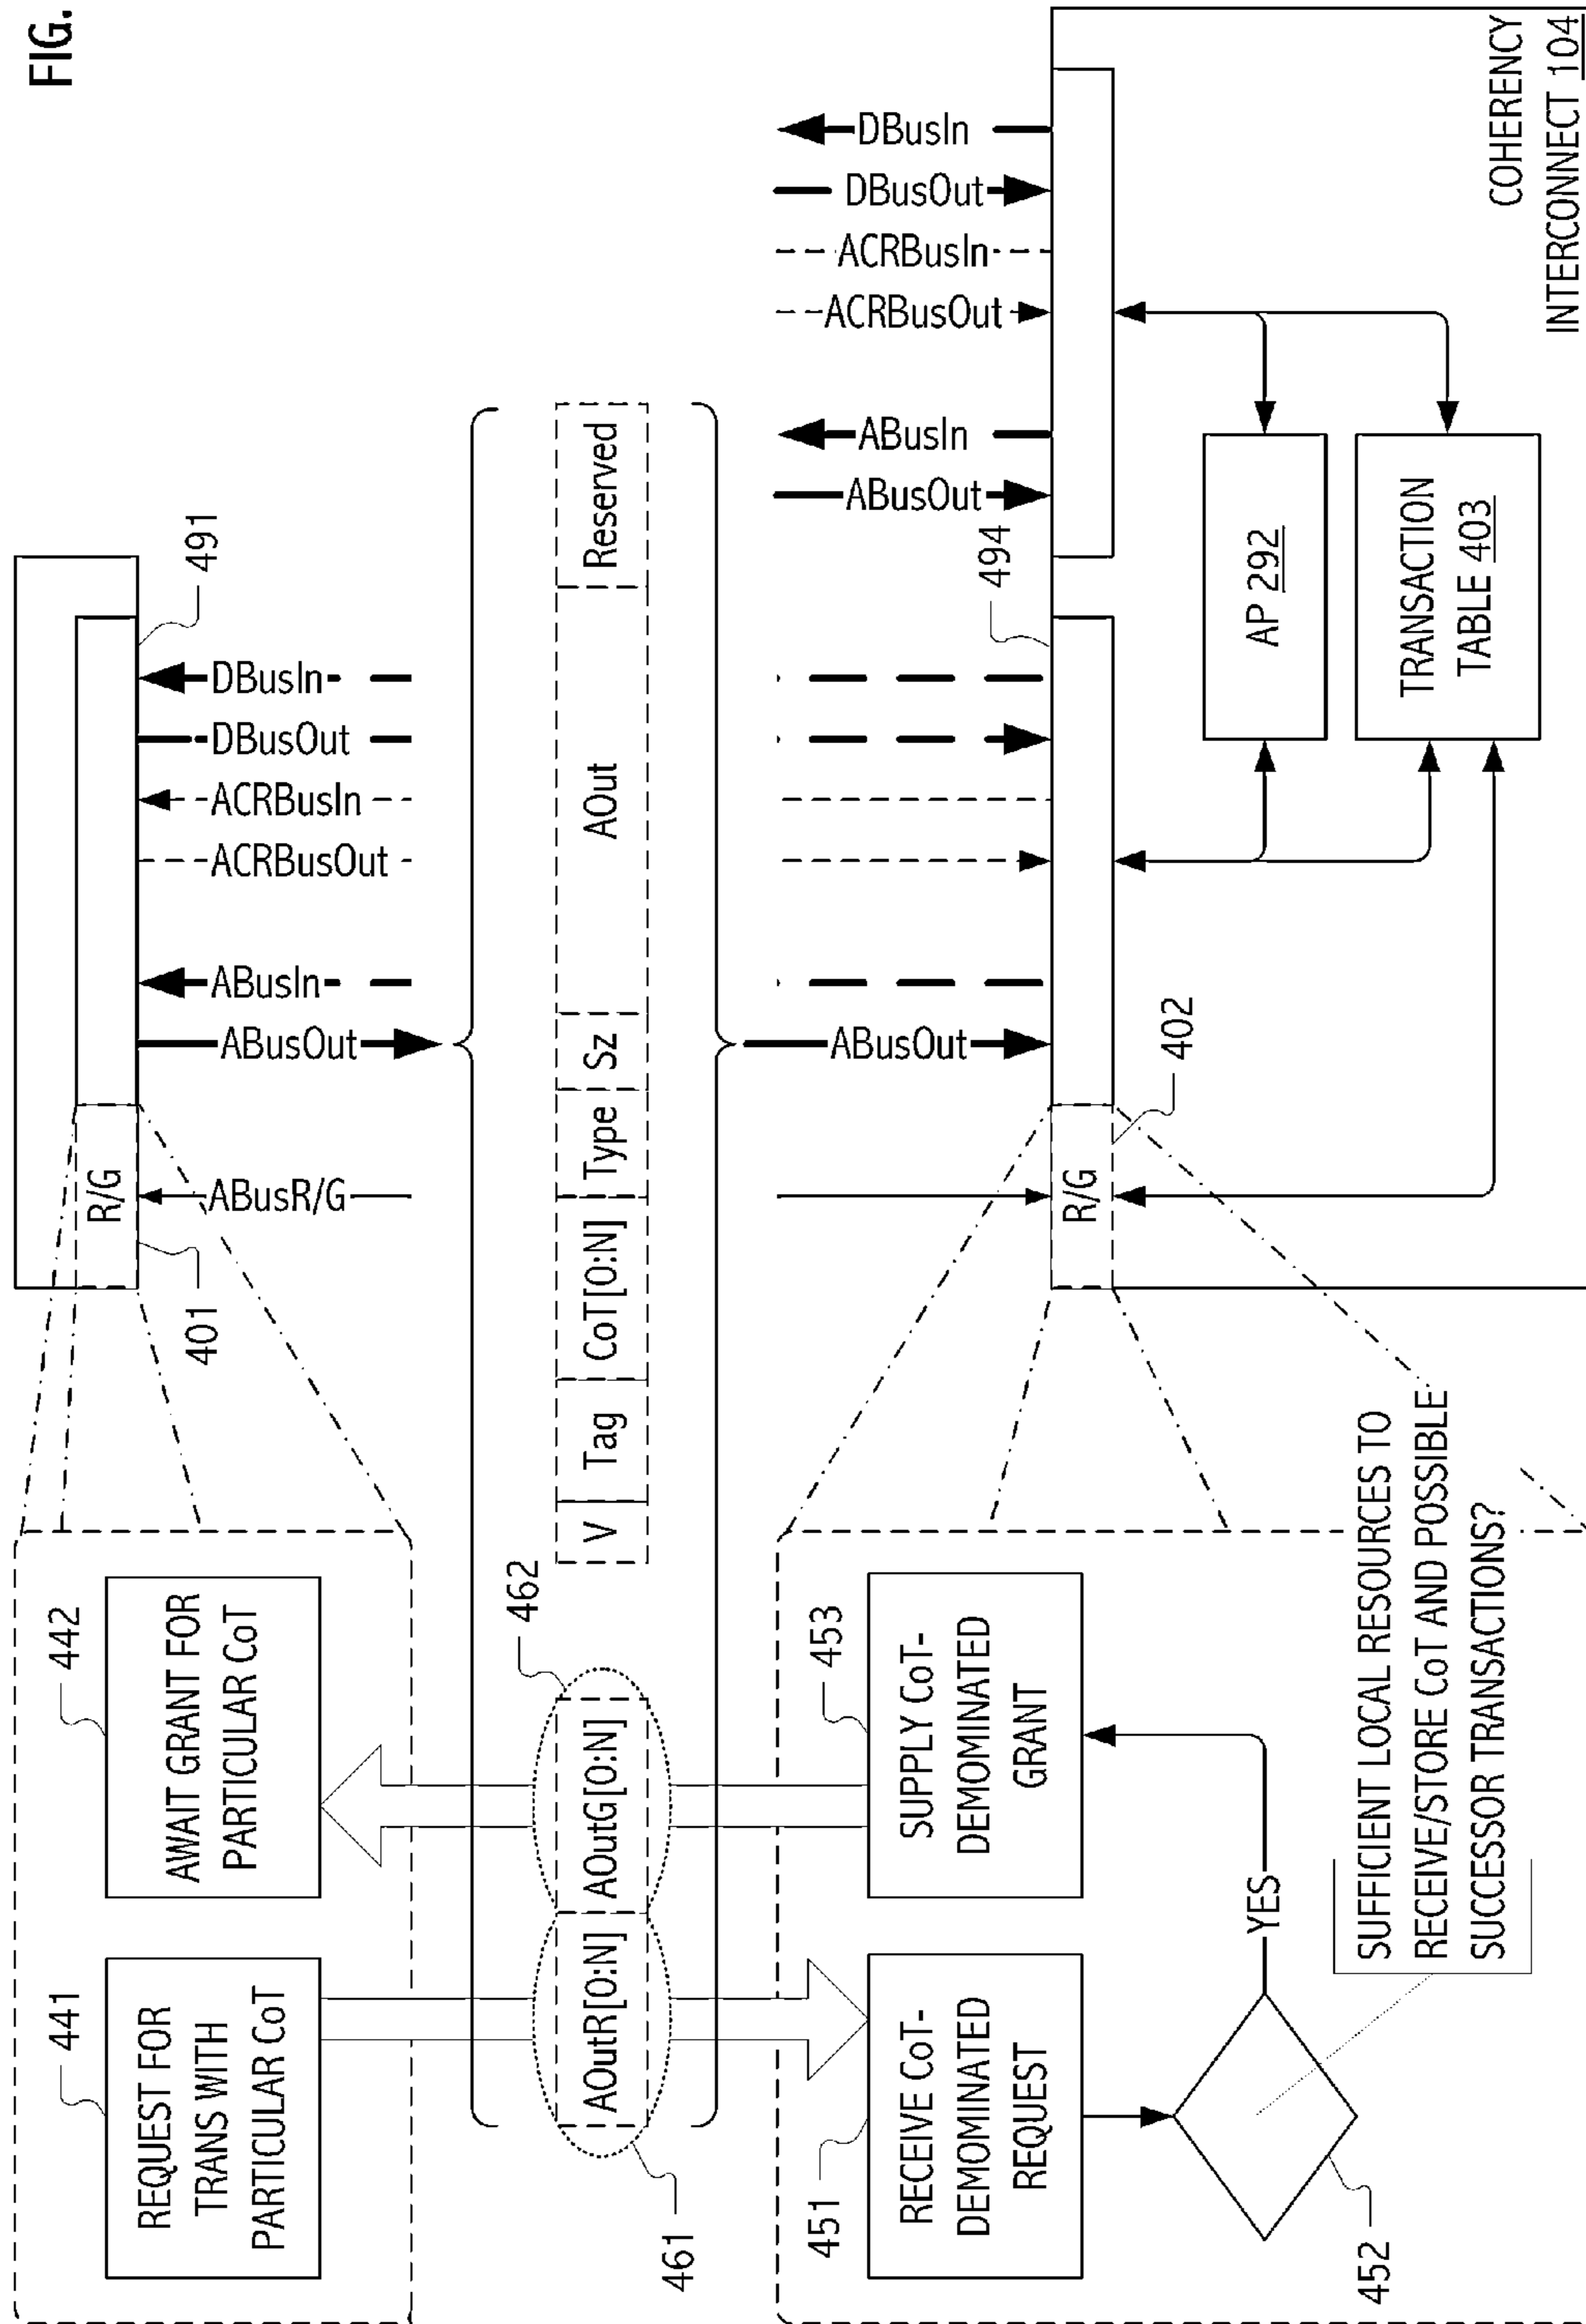 FIG.
441
REQUEST FOR
TRANS WITH
PARTICULAR CoT
442
AWAIT GRANT FOR
PARTICULAR CoT
401
R/G
ABusR/G
ABusOut
ABusIn
ACRBusOut
ACRBusIn
DBusOut
DBusIn
491
461
AOutR[0:N]
AOutG[0:N]
462
V
Tag
CoT[0:N]
Type
Sz
AOut
Reserved
451
RECEIVE CoT-
DEMOMINATED
REQUEST
453
SUPPLY CoT-
DEMOMINATED
GRANT
452
YES
SUFFICIENT LOCAL RESOURCES TO
RECEIVE/STORE CoT AND POSSIBLE
SUCCESSOR TRANSACTIONS?
R/G
402
ABusOut
494
ABusOut
ABusIn
ACRBusOut
ACRBusIn
DBusOut
DBusIn
AP 292
TRANSACTION
TABLE 403
COHERENCY
INTERCONNECT 104